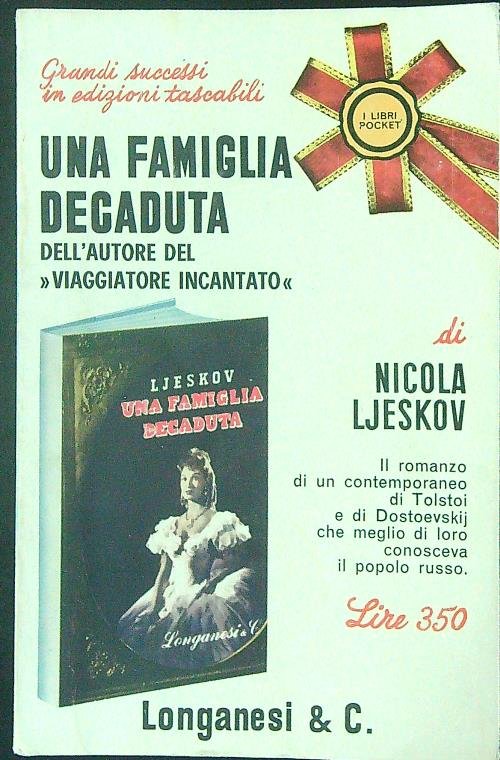 Grandi successi
in edizioni tascabili
I LIBRI
POCKET
UNA FAMIGLIA
DECADUTA
DELL'AUTORE DEL
»VIAGGIATORE INCANTATO«
di
NICOLA
LJESKOV
LJESKOV
UNA FAMIGLIA
DECADUTA
Longanesi & C.
Il romanzo
di un contemporaneo
di Tolstoi
e di Dostoevskij
che meglio di loro
conosceva
il popolo russo.
Lire 350
Longanesi & C.